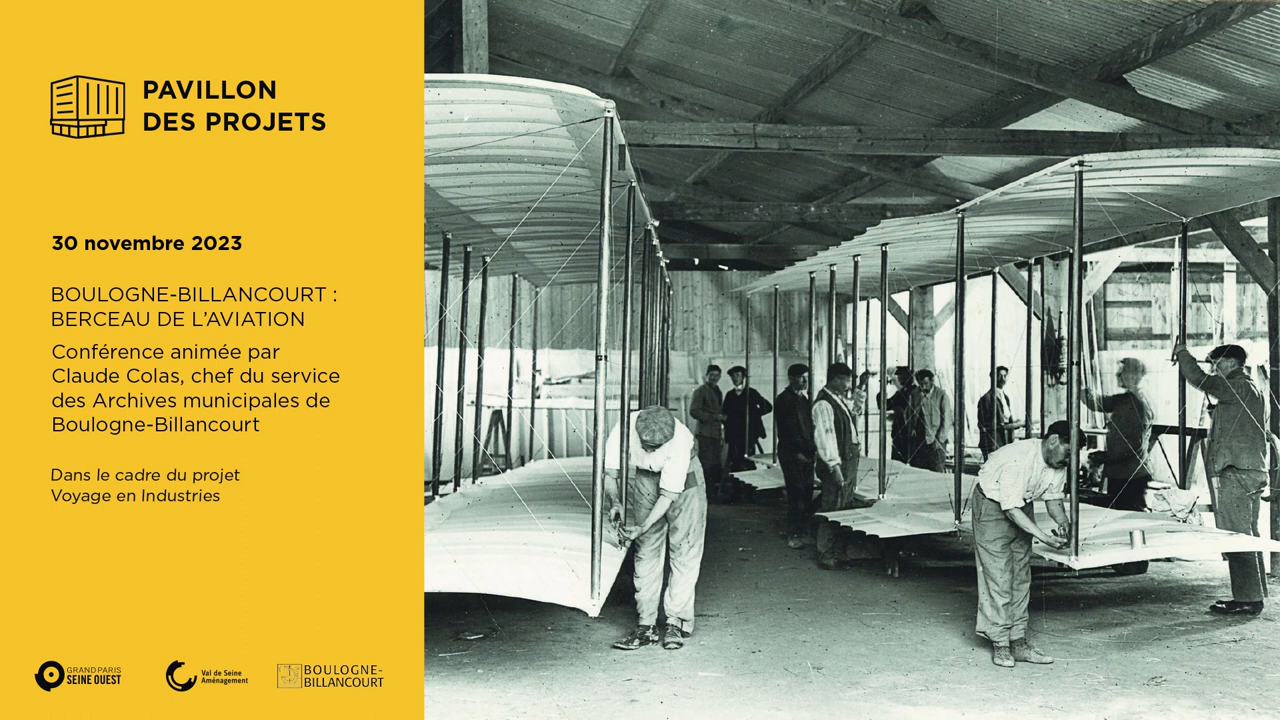 PAVILLON
DES PROJETS
30 novembre 2023
BOULOGNE-BILLANCOURT :
BERCEAU DE L'AVIATION
Conférence animée par
Claude Colas, chef du service
des Archives municipales de
Boulogne-Billancourt
Dans le cadre du projet
Voyage en Industries
GRAND PARIS
SEINE OUEST
Val de Seine
Aménagement
BOULOGNE-
BILLANCOURT